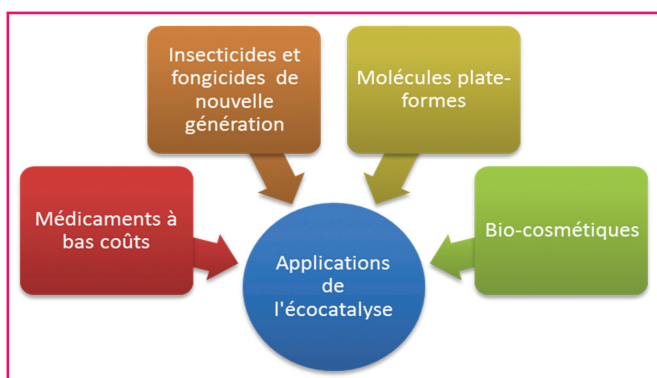 Insecticides et
fongicides de
nouvelle
génération
Molécules plate-
formes
Médicaments à
bas coûts
Bio-cosmétiques
Applications
de
l'écocatalyse